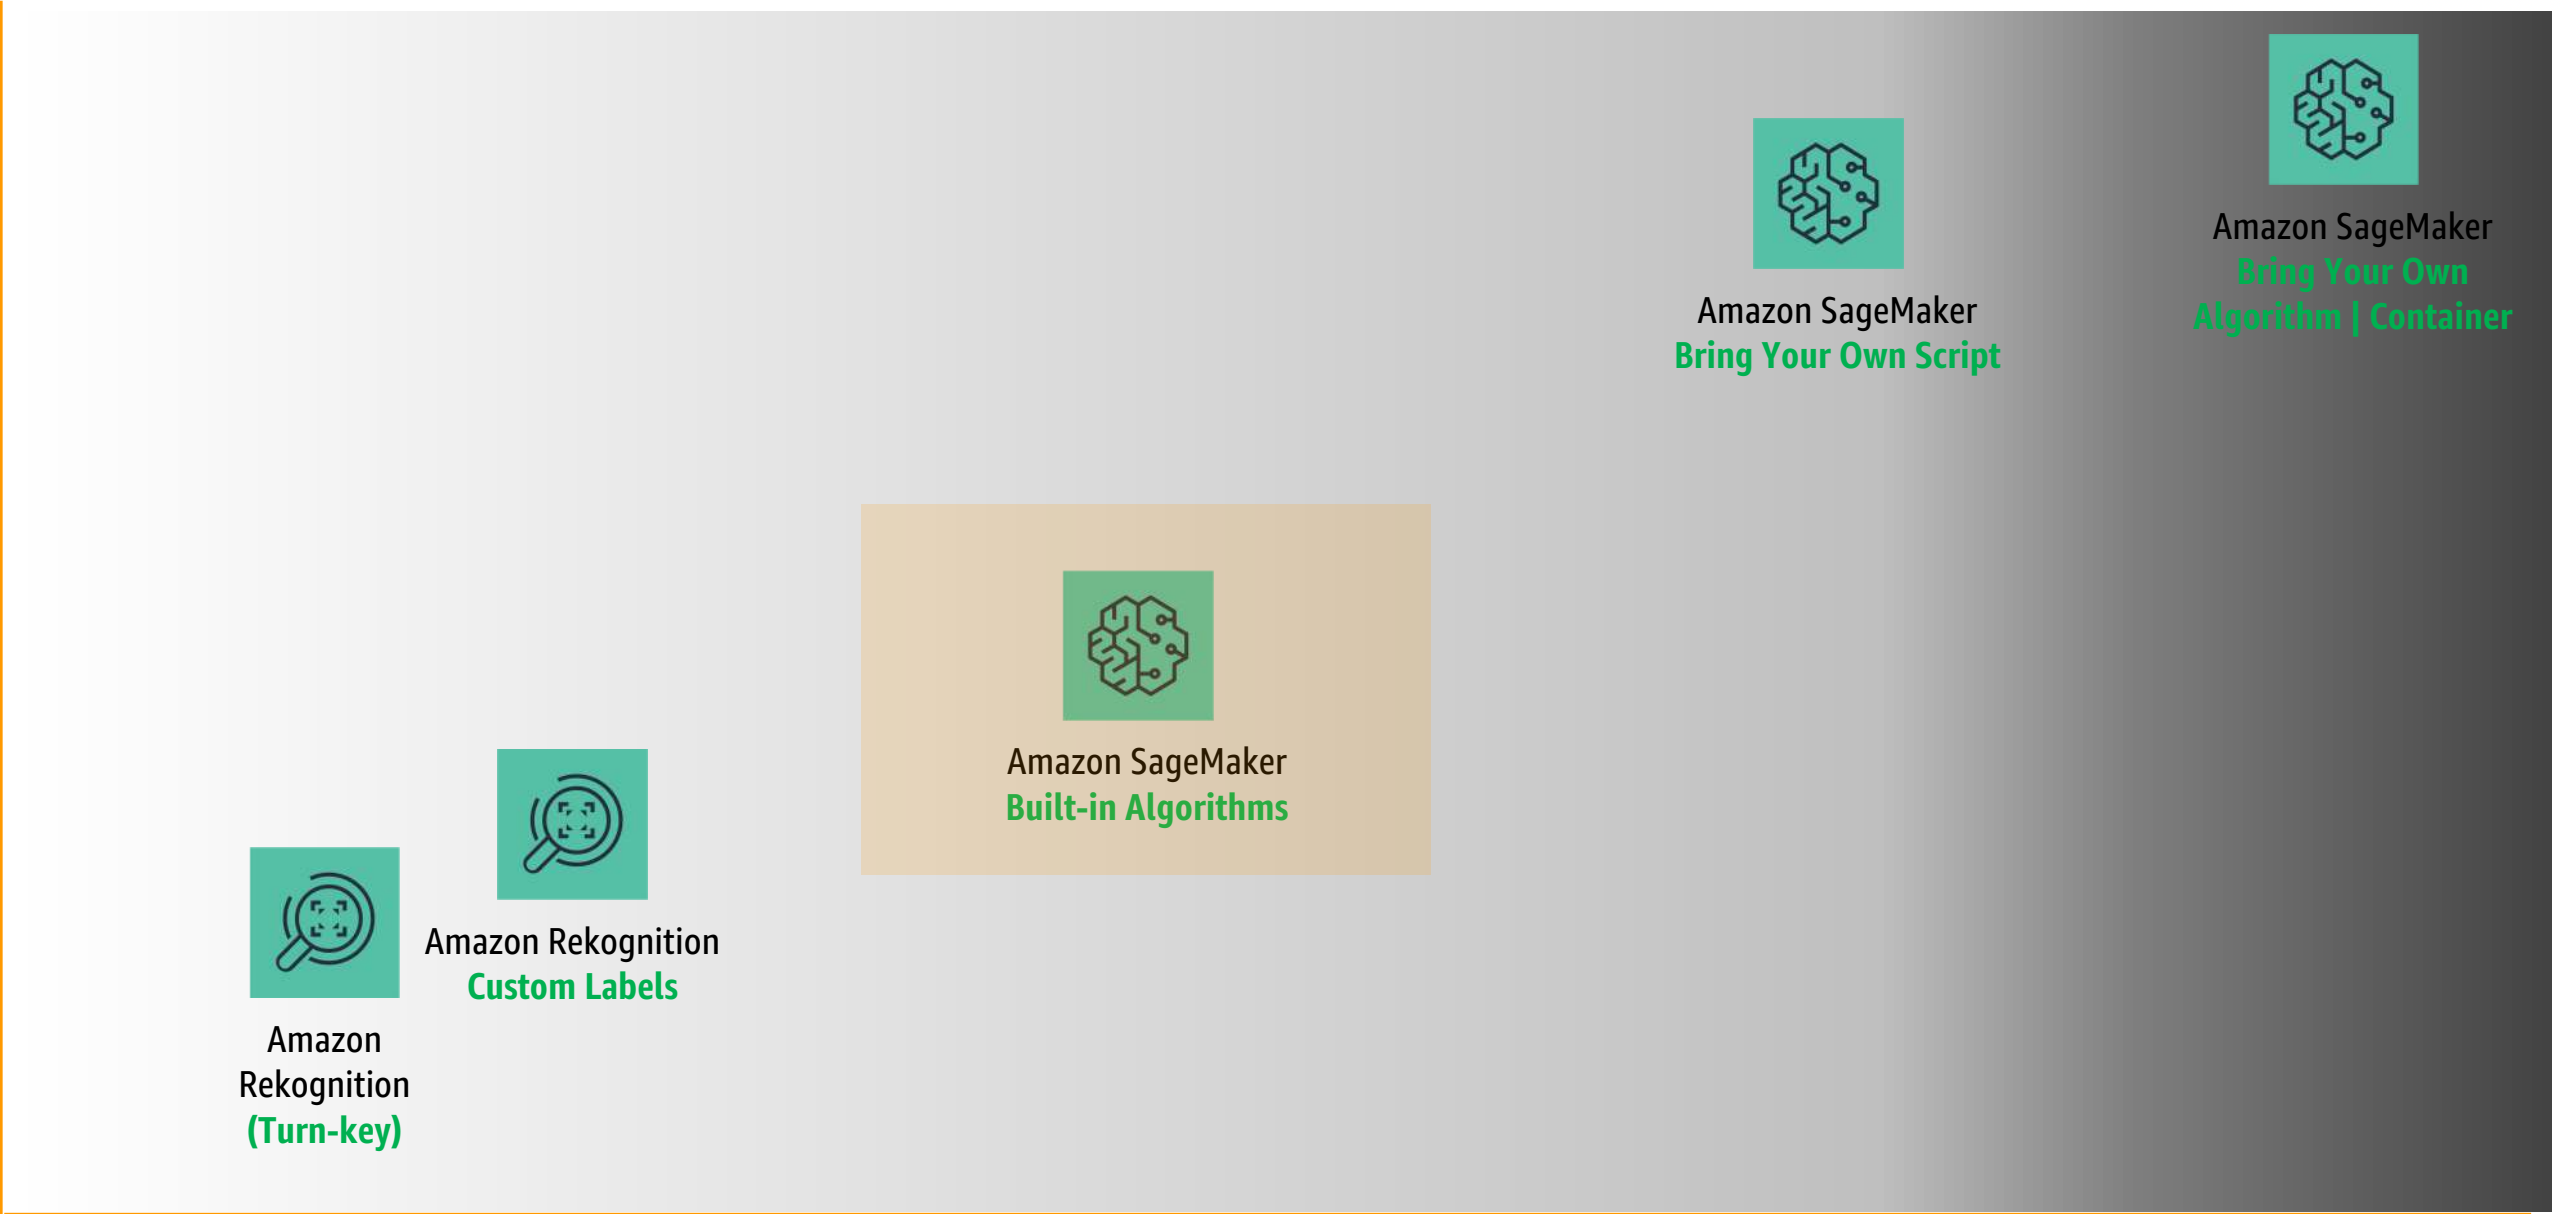 Amazon SageMaker
Bring Your Own
Algorithm | Container
Amazon SageMaker
Bring Your Own Script
Amazon SageMaker
Built-in Algorithms
Amazon Rekognition
Custom Labels
Amazon
Rekognition
(Turn-key)